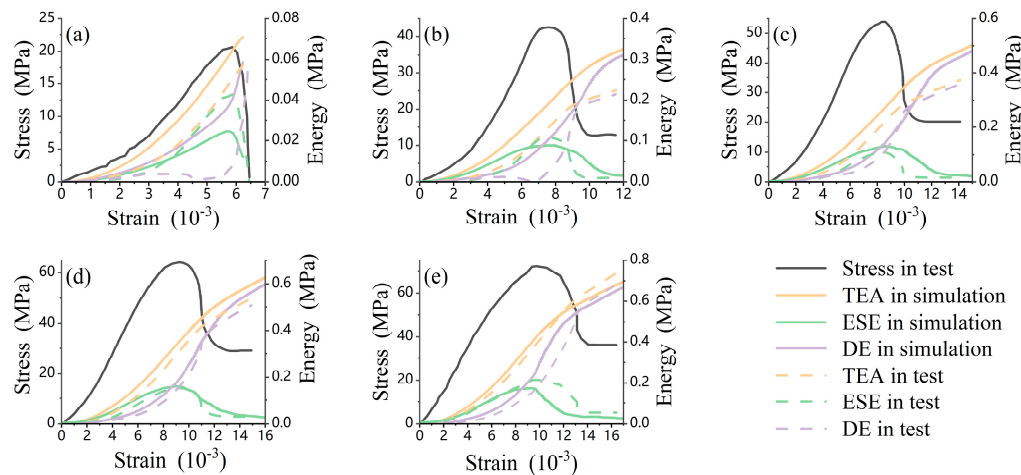 (a)
Stress (MPa)
25
20
15
10
5
0
0.08
0.06
0.04
0.02
0.00
Energy (MPa)
0 1 2 3 4 5 6 7
Strain (10-3)
(b)
Stress (MPa)
40
30
20
10
0
0.4
0.3
0.2
0.1
0.0
Energy (MPa)
0 2 4 6 8 10 12
Strain (10-3)
(c)
Stress (MPa)
50
40
30
20
10
0
0.6
0.4
0.2
0.0
Energy (MPa)
0 2 4 6 8 10 12 14
Strain (10-3)
(d)
Stress (MPa)
60
40
20
0
0.6
0.4
0.2
0.0
Energy (MPa)
0 2 4 6 8 10 12 14 16
Strain (10-3)
(e)
Stress (MPa)
60
40
20
0
0.8
0.6
0.4
0.2
0.0
Energy (MPa)
0 2 4 6 8 10 12 14 16
Strain (10-3)
Stress in test
TEA in simulation
ESE in simulation
DE in simulation
TEA in test
ESE in test
DE in test